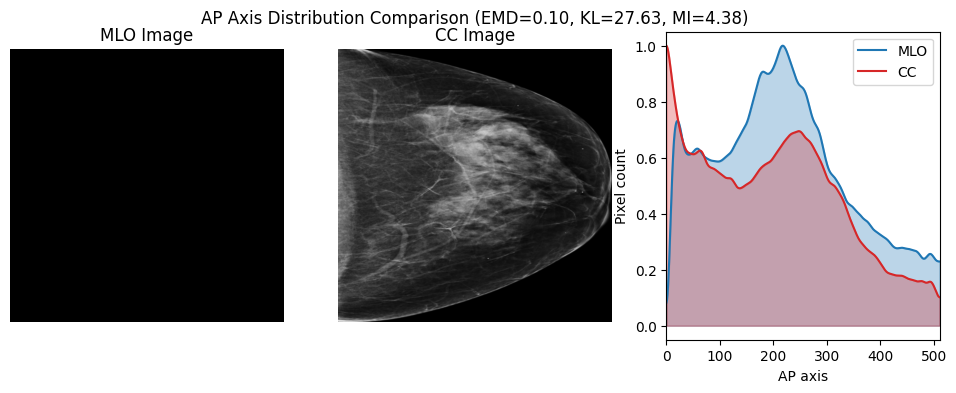 AP Axis Distribution Comparison (EMD=0.10, KL=27.63, MI=4.38)
MLO Image
CC Image
MLO
CC
Pixel count
1.0
0.8
0.6
0.4
0.2
0.0
0 100 200 300 400 500
AP axis